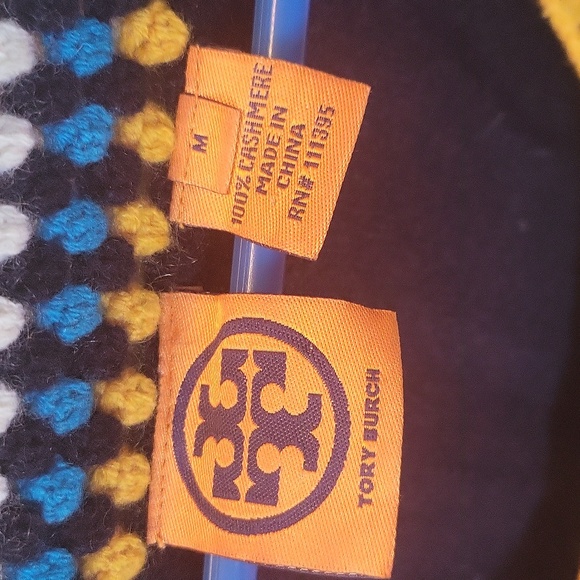 M
100% CASHMERE
MADE IN
CHINA
RN# 111395
TORY BURCH